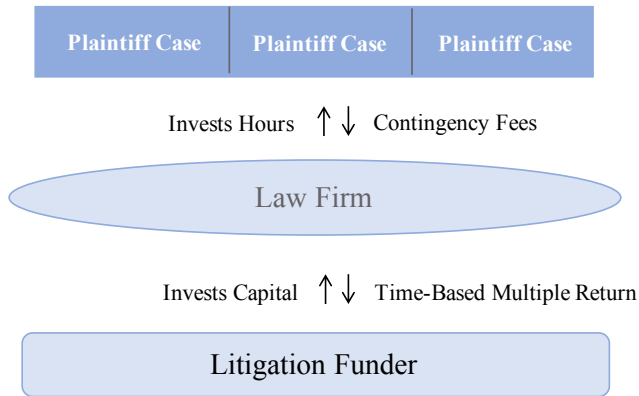 Plaintiff Case Plaintiff Case Plaintiff Case
Invests Hours Contingency Fees
Law Firm
Invests Capital Time-Based Multiple Return
Litigation Funder